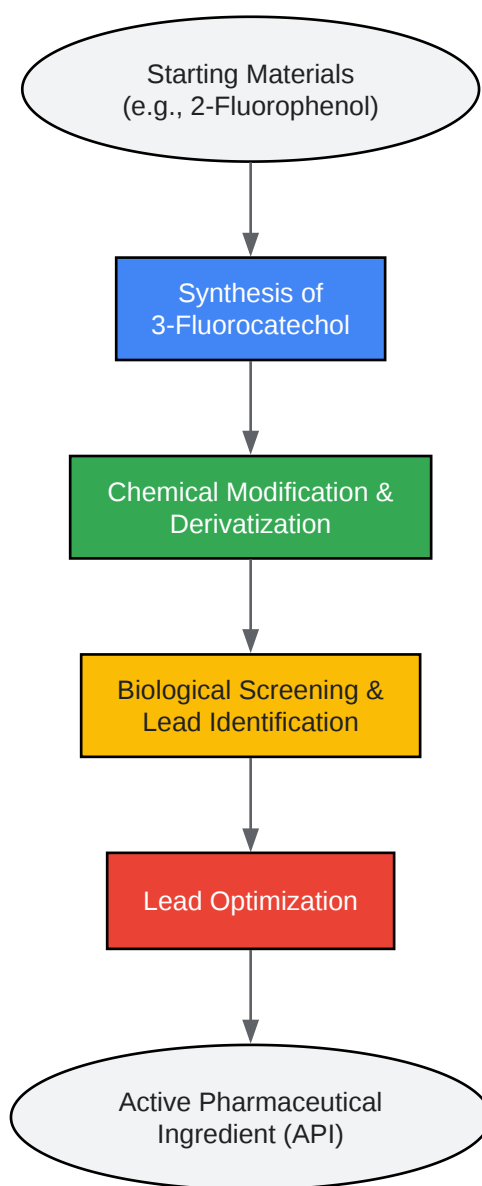 Starting Materials
(e.g., 2-Fluorophenol)
Synthesis of
3-Fluorocatechol
Chemical Modification &
Derivatization
Biological Screening &
Lead Identification
Lead Optimization
Active Pharmaceutical
Ingredient (API)